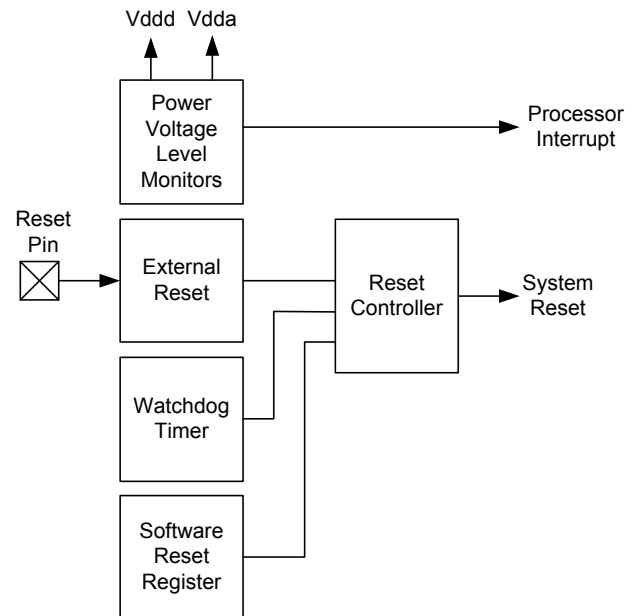 Vddd Vdda
Power
Voltage
Level
Monitors
Processor
Interrupt
Reset
Pin
External
Reset
Reset
Controller
System
Reset
Watchdog
Timer
Software
Reset
Register